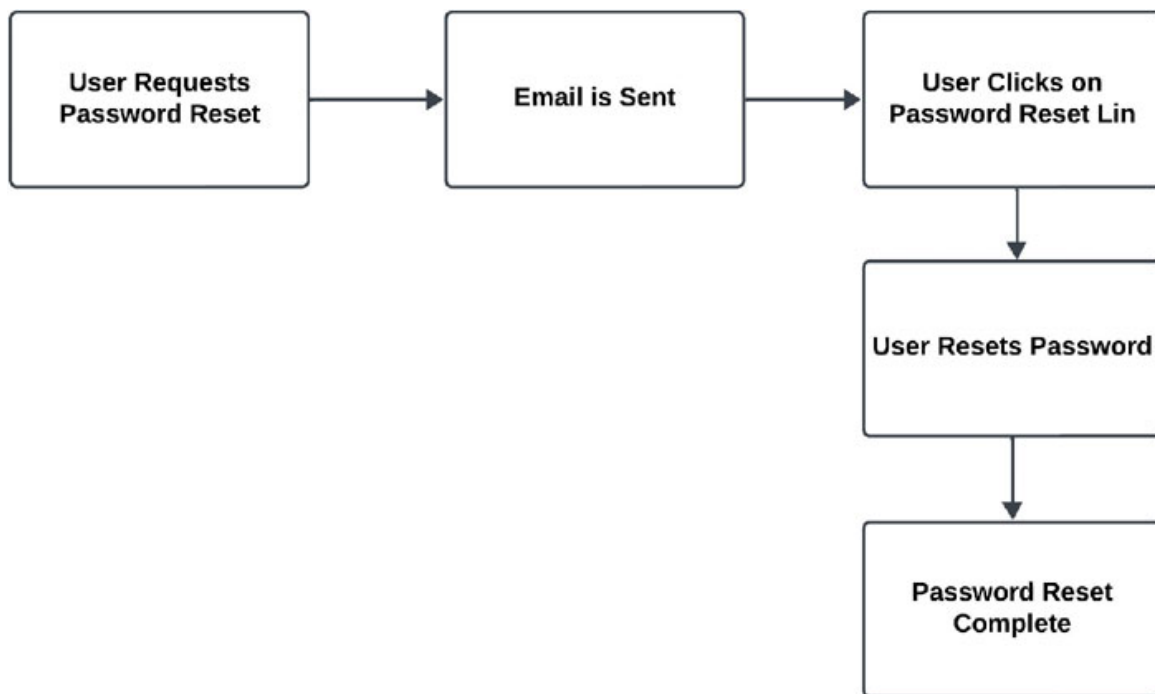 User Requests
Password Reset
Email is Sent
User Clicks on
Password Reset Lin
User Resets Password
Password Reset
Complete